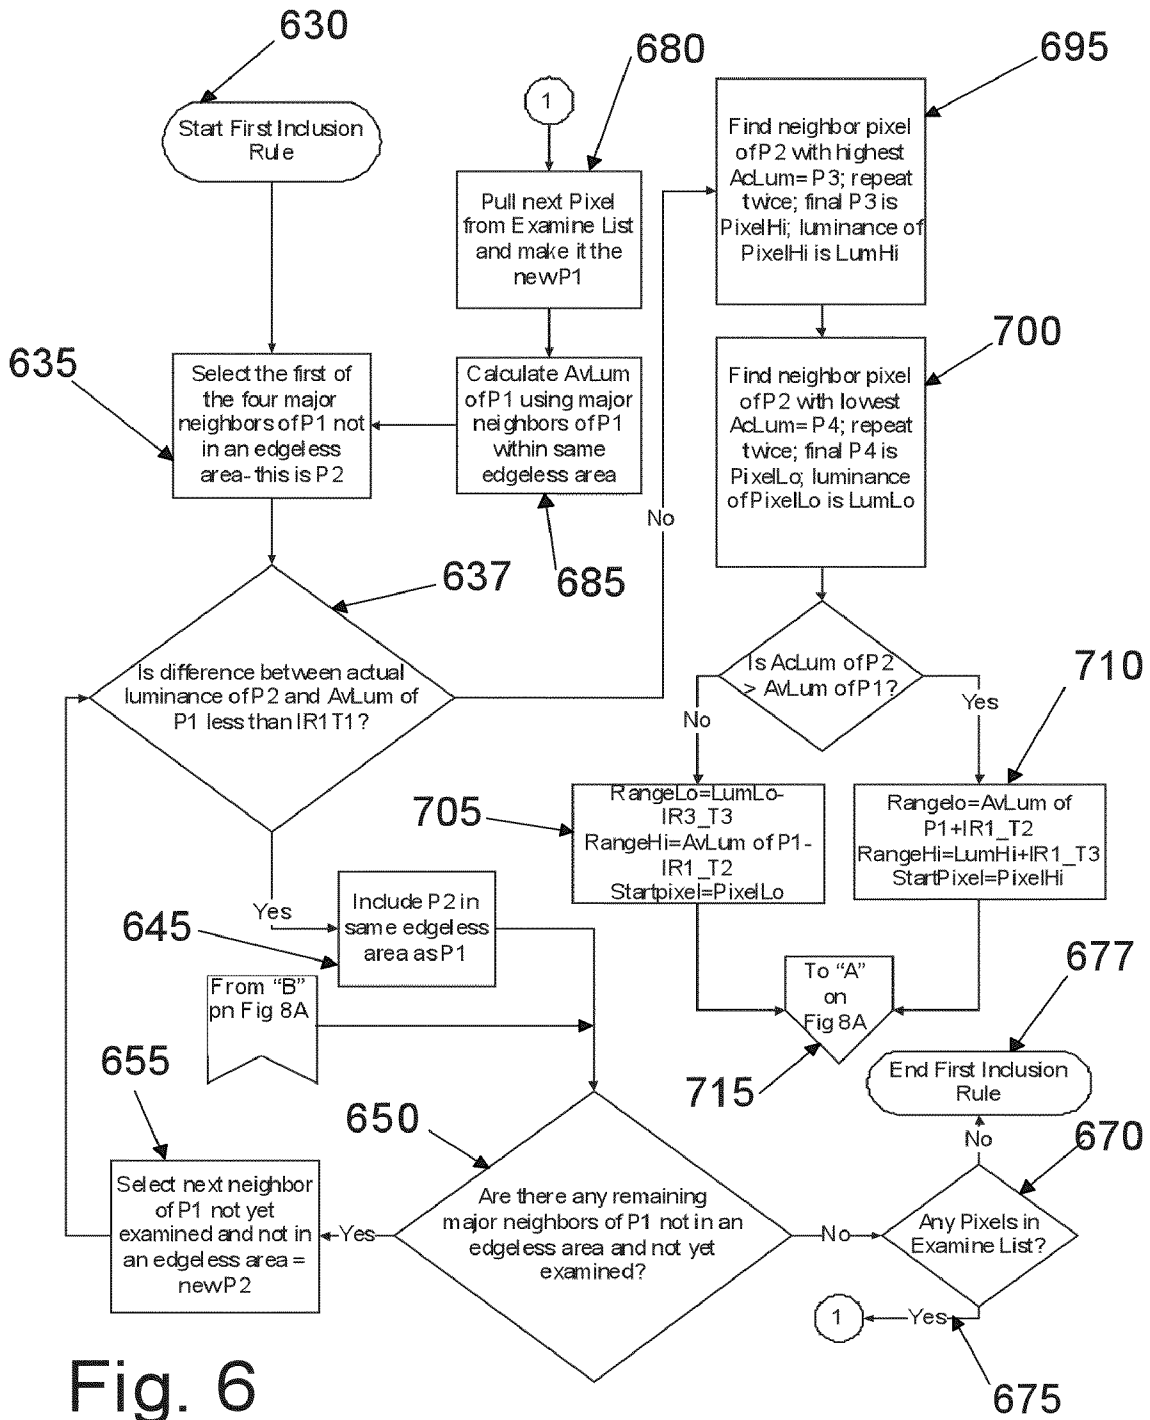 630
Start First Inclusion
Rule
1
680
Pull next Pixel
from Examine List
and make it the
new P1
695
Find neighbor pixel
of P2 with highest
AcLum= P3; repeat
twice; final P3 is
PixelHi; luminance of
PixelHi is LumHi
635
Select the first of
the four major
neighbors of P1 not
in an edgeless
area-this is P2
Calculate AvLum
of P1 using major
neighbors of P1
within same
edgeless area
685
No
700
Find neighbor pixel
of P2 with lowest
AcLum= P4; repeat
twice; final P4 is
PixelLo; luminance
of PixelLo is LumLo
637
Is difference between actual
luminance of P2 and AvLum of
P1 less than IR1T1?
Is AcLum of P2
> AvLum of P1?
No
Yes
710
705
RangeLo=LumLo-
IR3_T3
RangeHi=AvLum of P1-
IR1_T2
Startpixel=PixelLo
Rangelo=AvLum of
P1+IR1_T2
RangeHi=LumHi+IR1_T3
StartPixel=PixelHi
Yes
645
Include P2 in
same edgeless
area as P1
From "B"
pn Fig 8A
To "A"
on
Fig 8A
715
677
End First Inclusion
Rule
655
Select next neighbor
of P1 not yet
examined and not in
an edgeless area =
new P2
650
Yes
Are there any remaining
major neighbors of P1 not in an
edgeless area and not yet
examined?
No
No
670
Any Pixels in
Examine List?
1
Yes
675
Fig. 6